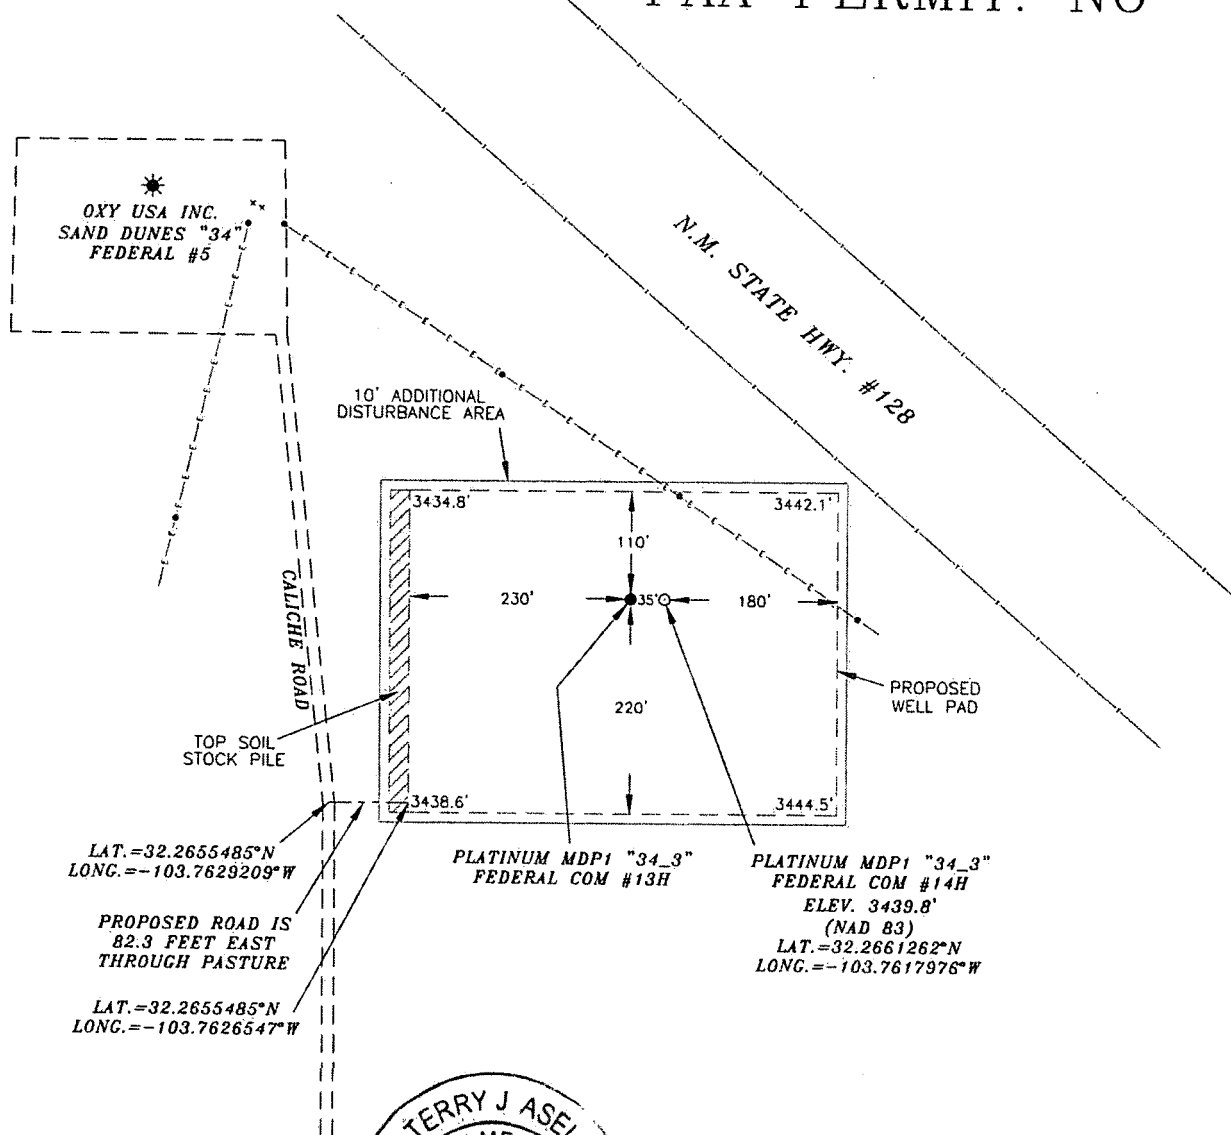 FAA PERMIT: NO
OXY USA INC.
SAND DUNES "34"
FEDERAL #5
N.M. STATE HWY. #128
10' ADDITIONAL
DISTURBANCE AREA
3434.8'
3442.1'
110'
230'
35'
180'
CALICHE ROAD
220'
PROPOSED
WELL PAD
TOP SOIL
STOCK PILE
3438.6'
3444.5'
LAT.=32.2655485°N
LONG.=-103.7629209°W
PLATINUM MDP1 "34_3"
FEDERAL COM #13H
PLATINUM MDP1 "34_3"
FEDERAL COM #14H
ELEV. 3439.8'
(NAD 83)
LAT.=32.2661262°N
LONG.=-103.7617976°W
PROPOSED ROAD IS
82.3 FEET EAST
THROUGH PASTURE
LAT.=32.2655485°N
LONG.=-103.7626547°W
TERRY J